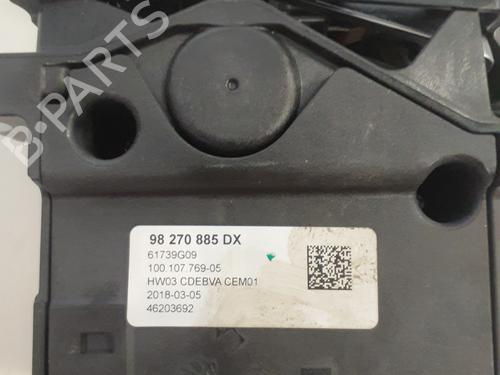 B-PARTS
98 270 885 DX
61739G09
100.107.769-05
HW03 CDEBVA CEM01
2018-03-05
46203692